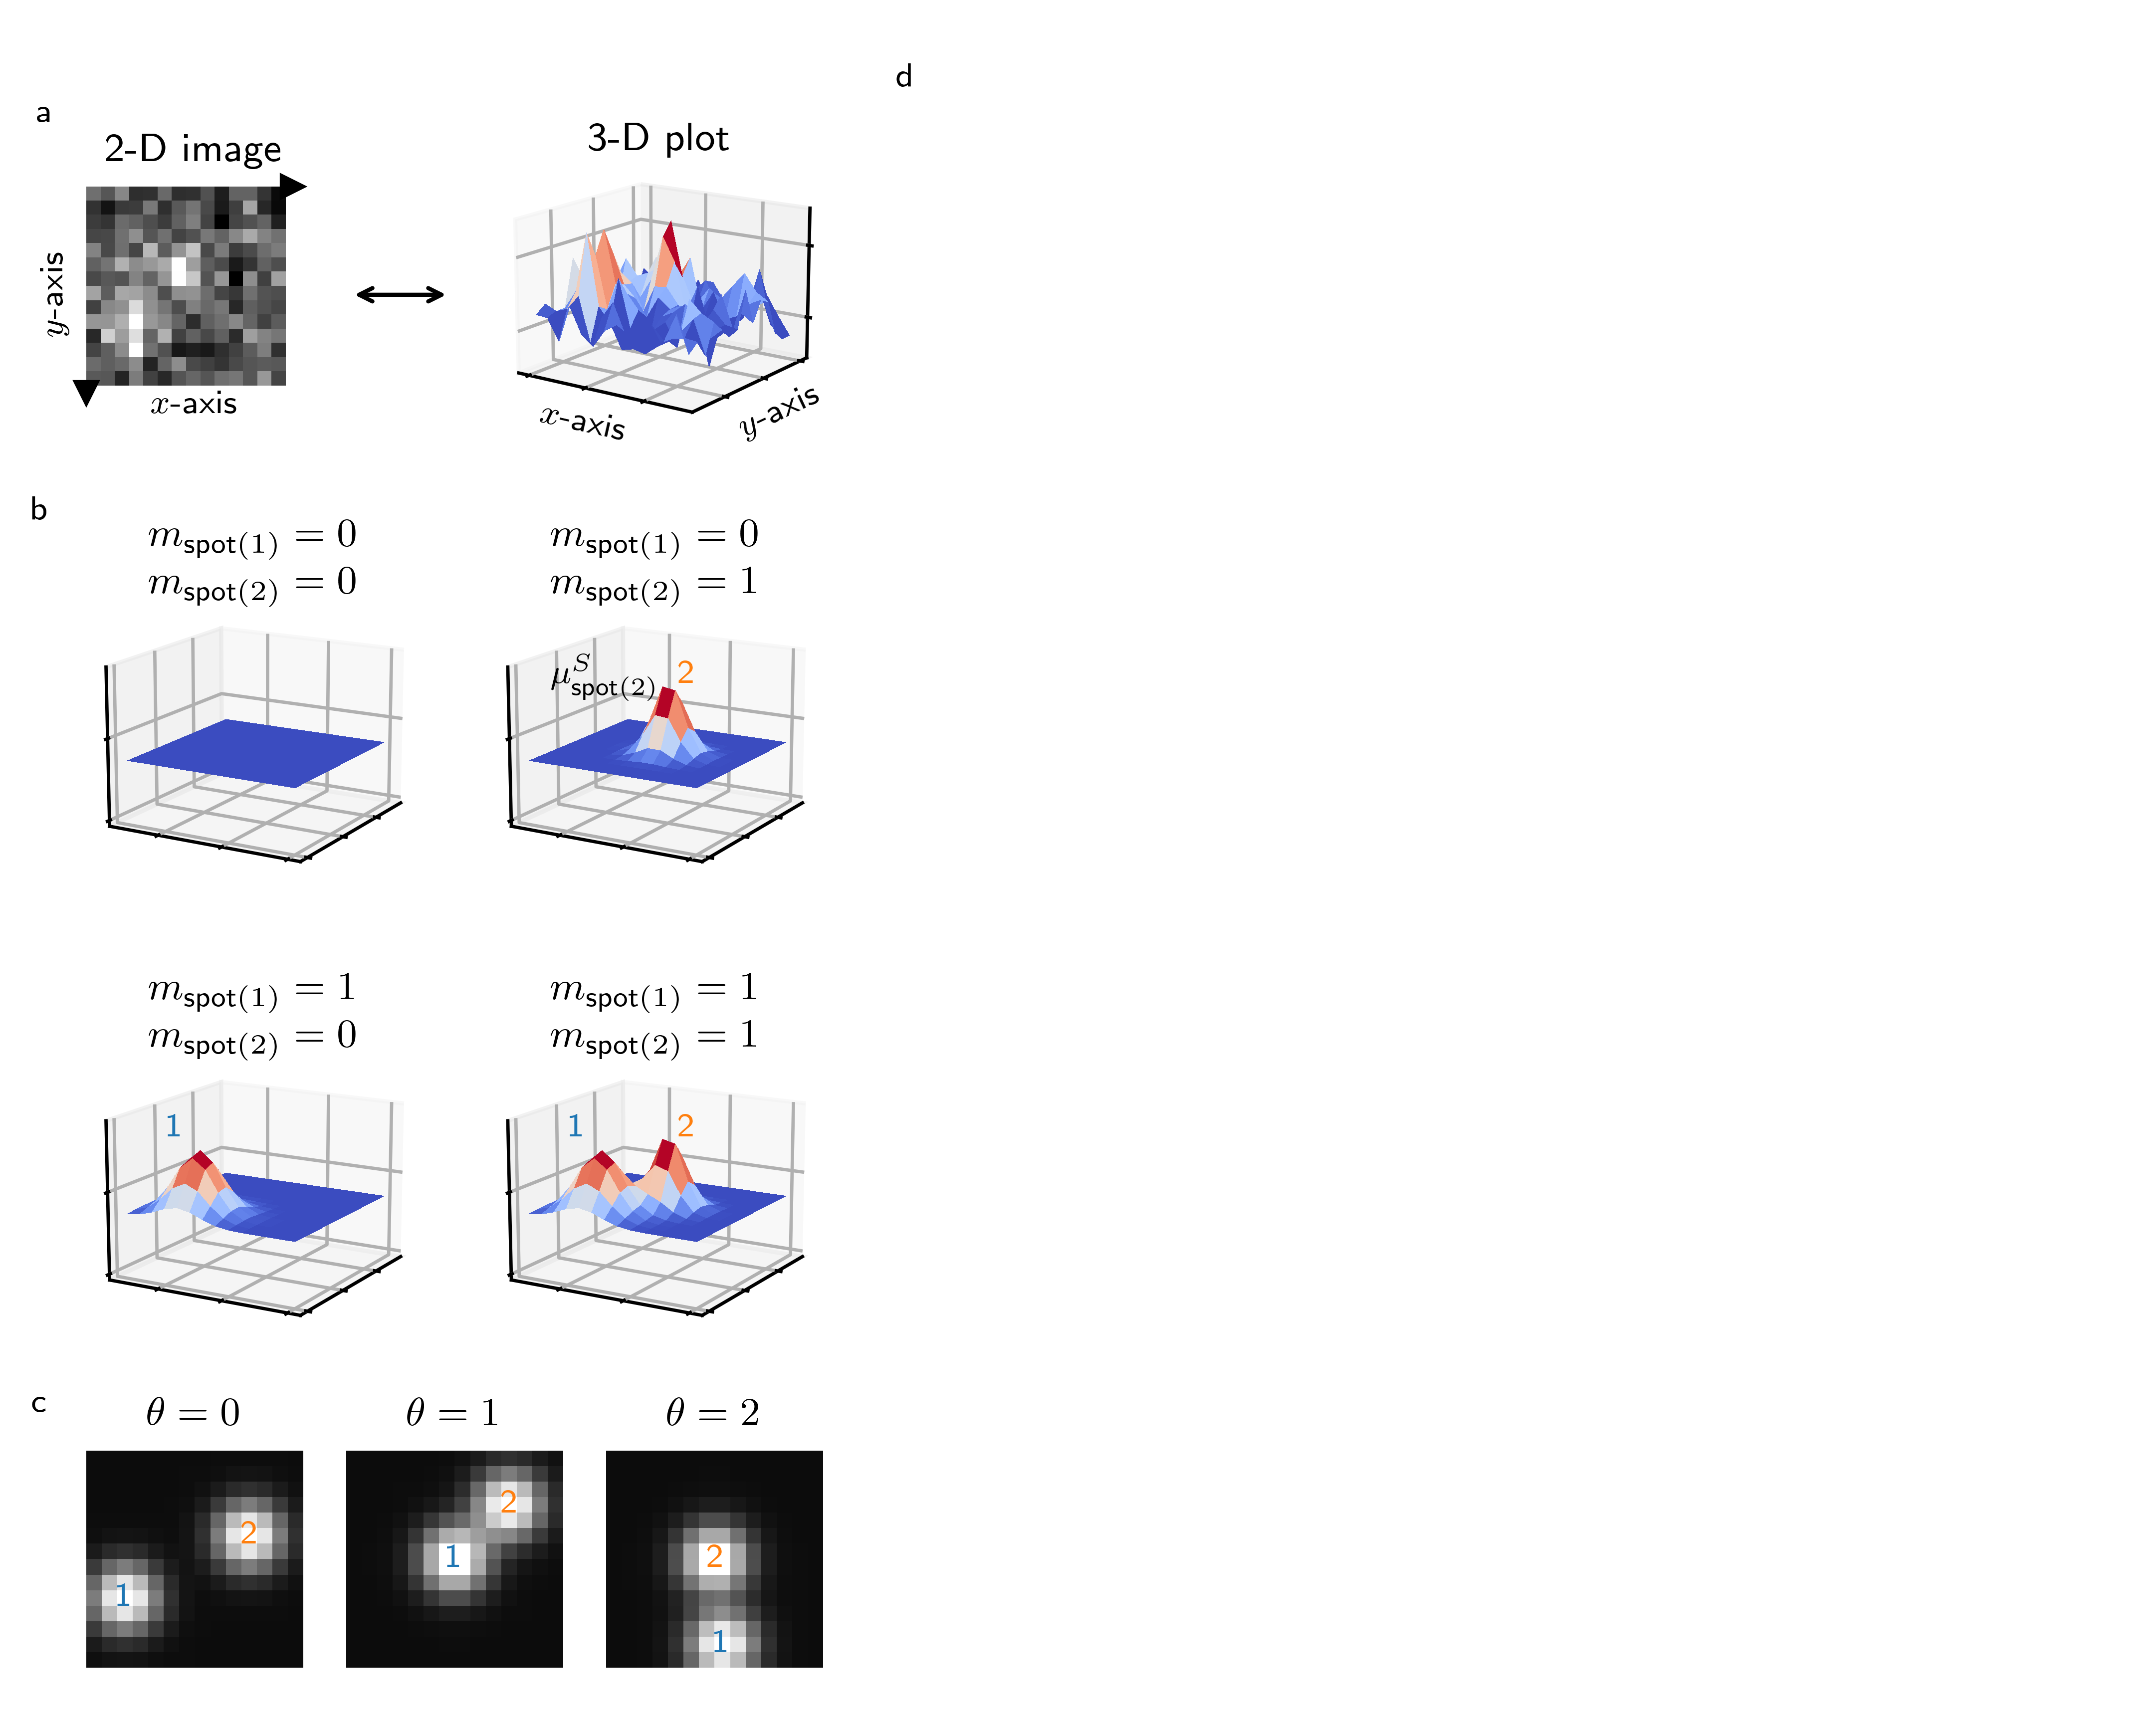 a
2-D image
y-axis
x-axis
3-D plot
x-axis
y-axis
b
m_spot(1) = 0
m_spot(2) = 0
m_spot(1) = 0
m_spot(2) = 1
μ^S_spot(2)
2
m_spot(1) = 1
m_spot(2) = 0
1
m_spot(1) = 1
m_spot(2) = 1
1
2
c
θ = 0
1
2
θ = 1
1
2
θ = 2
2
1
d